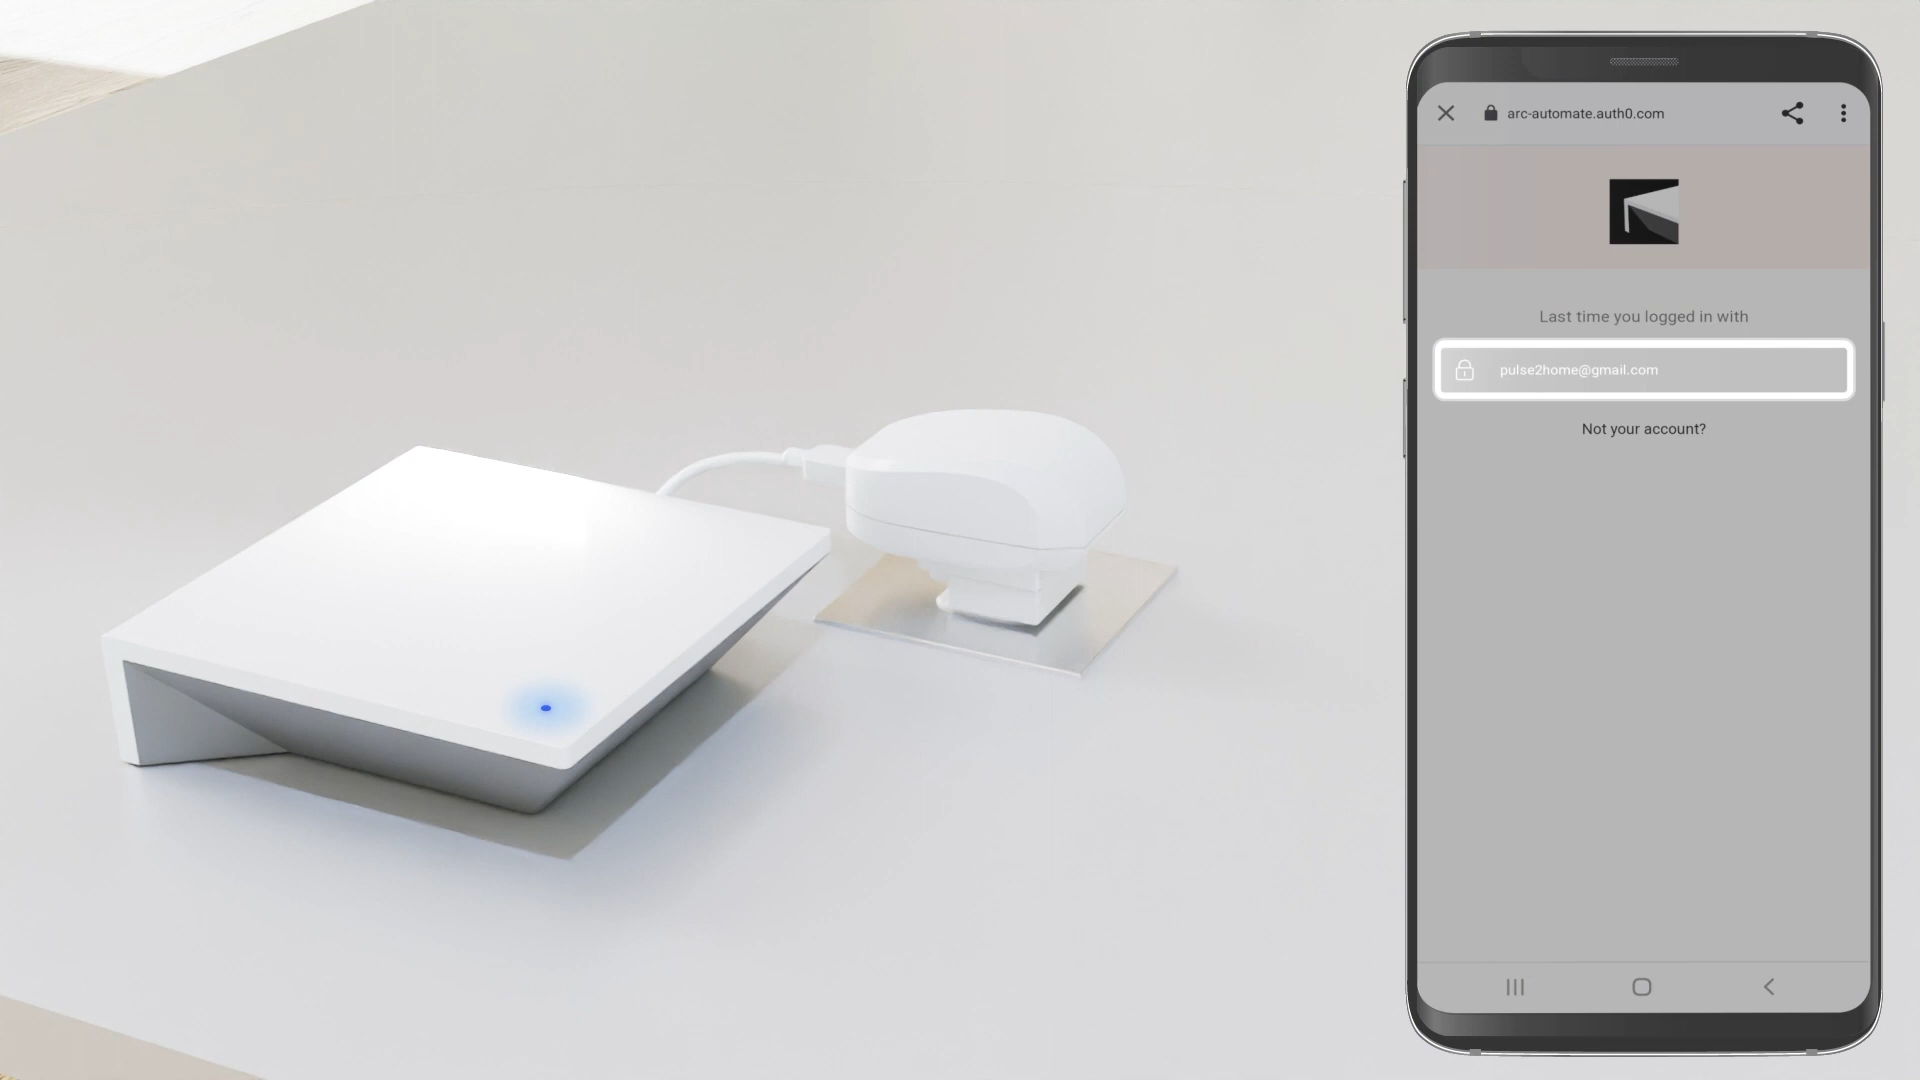 arc-automate.auth0.com
Last time you logged in with
pulse2home@gmail.com
Not your account?